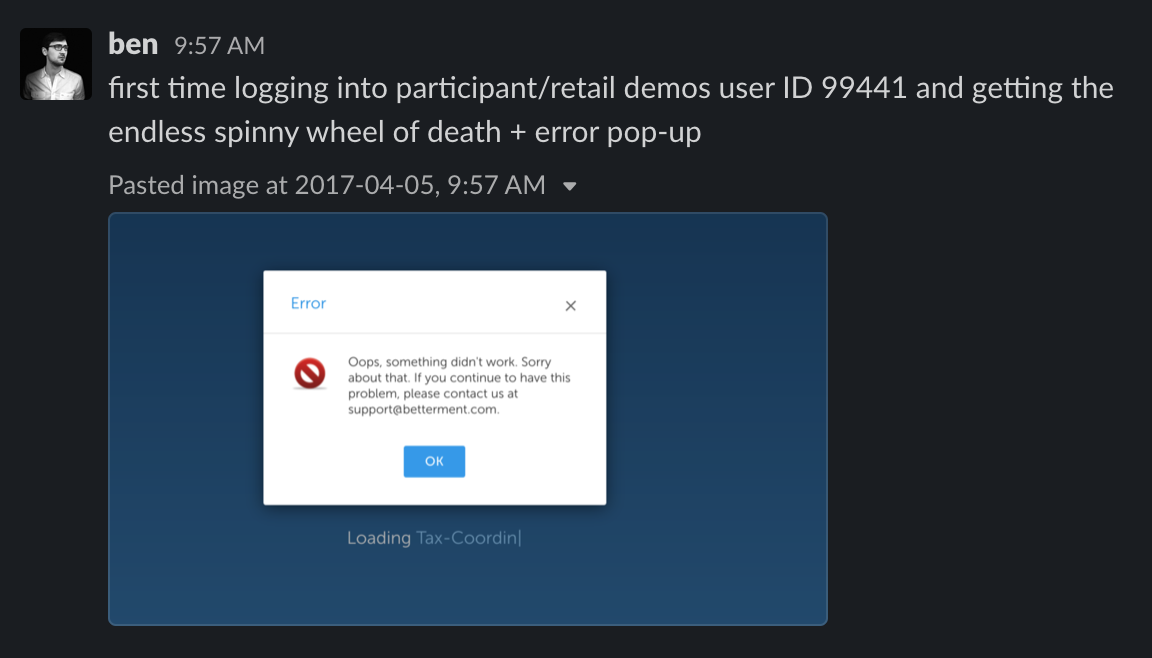 ben 9:57 AM
first time logging into participant/retail demos user ID 99441 and getting the
endless spinny wheel of death + error pop-up
Pasted image at 2017-04-05, 9:57 AM
Error
Oops, something didn't work. Sorry
about that. If you continue to have this
problem, please contact us at
support@betterment.com.
OK
Loading Tax-Coordin|